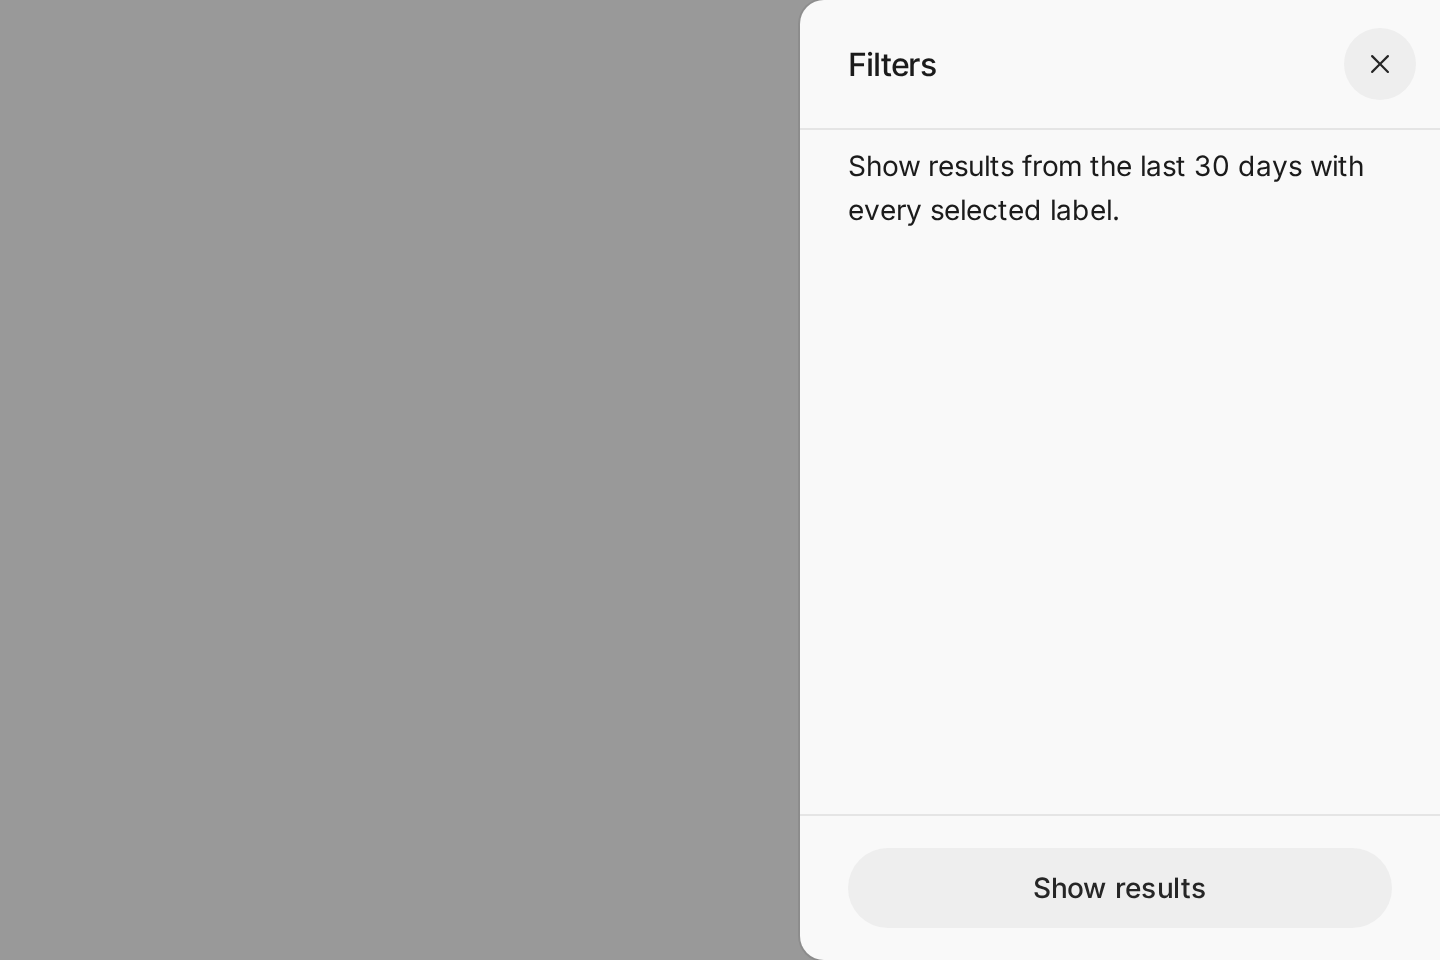 Filters
Show results from the last 30 days with
every selected label.
Show results